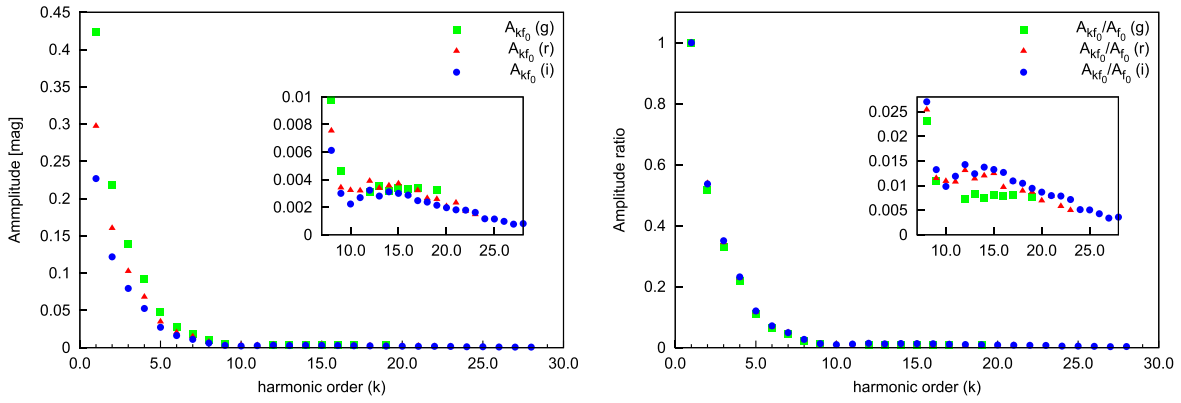 Ammplitude [mag]
0.45
0.4
0.35
0.3
0.25
0.2
0.15
0.1
0.05
0
0.0 5.0 10.0 15.0 20.0 25.0 30.0
harmonic order (k)
A_kf0 (g)
A_kf0 (r)
A_kf0 (i)
0.01
0.008
0.006
0.004
0.002
0
10.0 15.0 20.0 25.0
Amplitude ratio
1
0.8
0.6
0.4
0.2
0
0.0 5.0 10.0 15.0 20.0 25.0 30.0
harmonic order (k)
A_kf0/A_f0 (g)
A_kf0/A_f0 (r)
A_kf0/A_f0 (i)
0.025
0.02
0.015
0.01
0.005
0
10.0 15.0 20.0 25.0